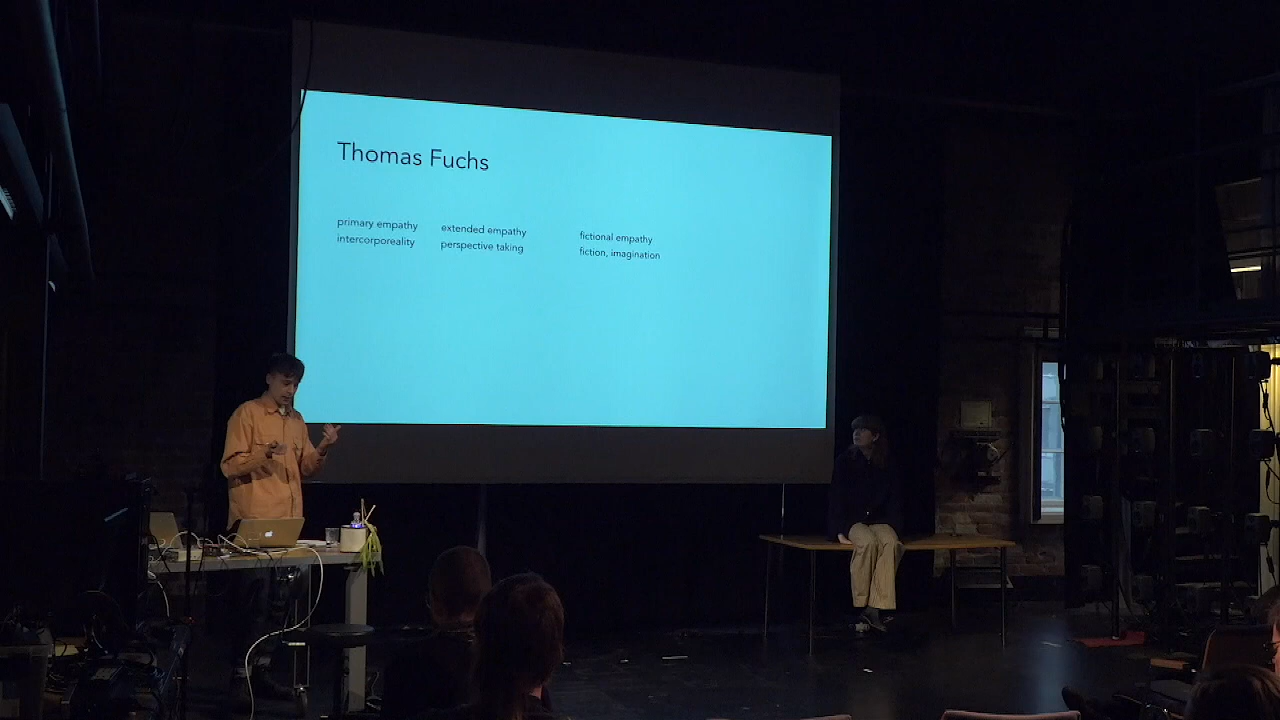 Thomas Fuchs
primary empathy
intercorporeality
extended empathy
perspective taking
fictional empathy
fiction, imagination